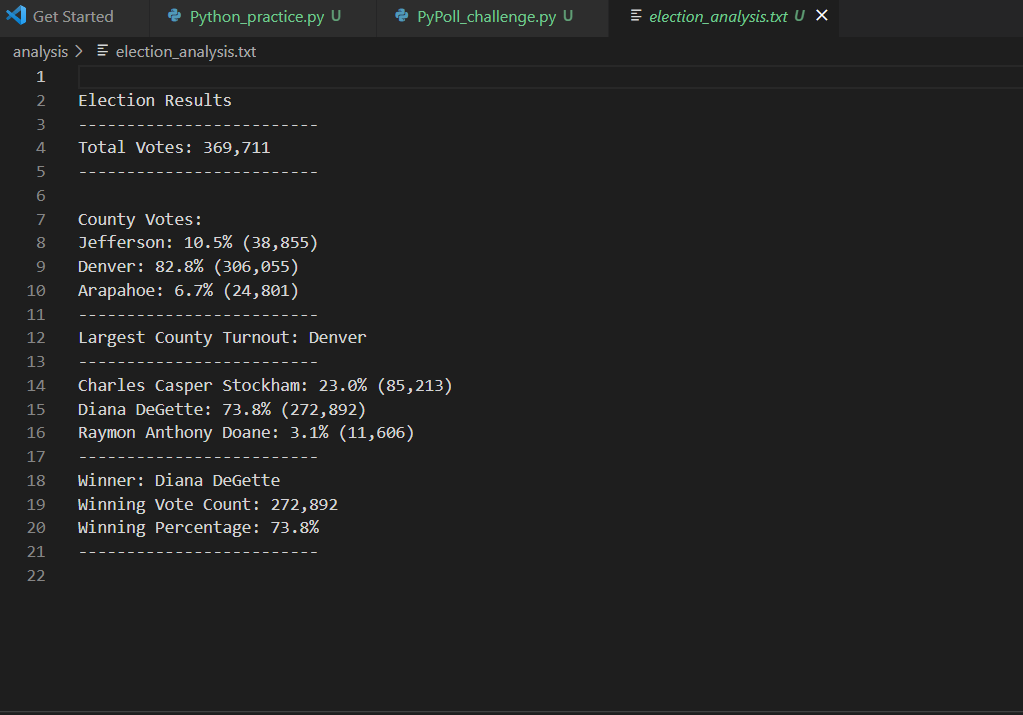 Get Started Python_practice.py U PyPoll_challenge.py U election_analysis.txt U
analysis > election_analysis.txt
1
2 Election Results
3 -------------------------
4 Total Votes: 369,711
5 -------------------------
6
7 County Votes:
8 Jefferson: 10.5% (38,855)
9 Denver: 82.8% (306,055)
10 Arapahoe: 6.7% (24,801)
11 -------------------------
12 Largest County Turnout: Denver
13 -------------------------
14 Charles Casper Stockham: 23.0% (85,213)
15 Diana DeGette: 73.8% (272,892)
16 Raymon Anthony Doane: 3.1% (11,606)
17 -------------------------
18 Winner: Diana DeGette
19 Winning Vote Count: 272,892
20 Winning Percentage: 73.8%
21 -------------------------
22